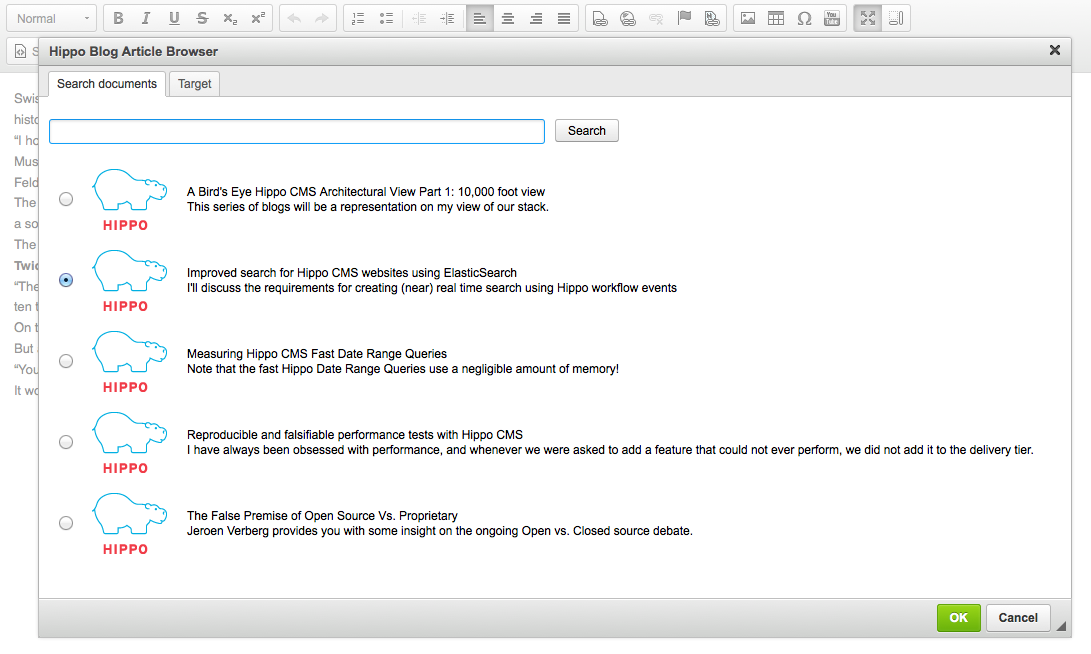 Normal
B I U S x₂ x²
Ω You Tube
S
Hippo Blog Article Browser
Search documents Target
Search
A Bird's Eye Hippo CMS Architectural View Part 1: 10,000 foot view
This series of blogs will be a representation on my view of our stack.
HIPPO
Improved search for Hippo CMS websites using ElasticSearch
I'll discuss the requirements for creating (near) real time search using Hippo workflow events
HIPPO
Measuring Hippo CMS Fast Date Range Queries
Note that the fast Hippo Date Range Queries use a negligible amount of memory!
HIPPO
Reproducible and falsifiable performance tests with Hippo CMS
I have always been obsessed with performance, and whenever we were asked to add a feature that could not ever perform, we did not add it to the delivery tier.
HIPPO
The False Premise of Open Source Vs. Proprietary
Jeroen Verberg provides you with some insight on the ongoing Open vs. Closed source debate.
HIPPO
OK Cancel
Swis
histo
“I ho
Mus
Feld
The
a so
The
Twic
“The
ten t
On t
But
“You
It wo